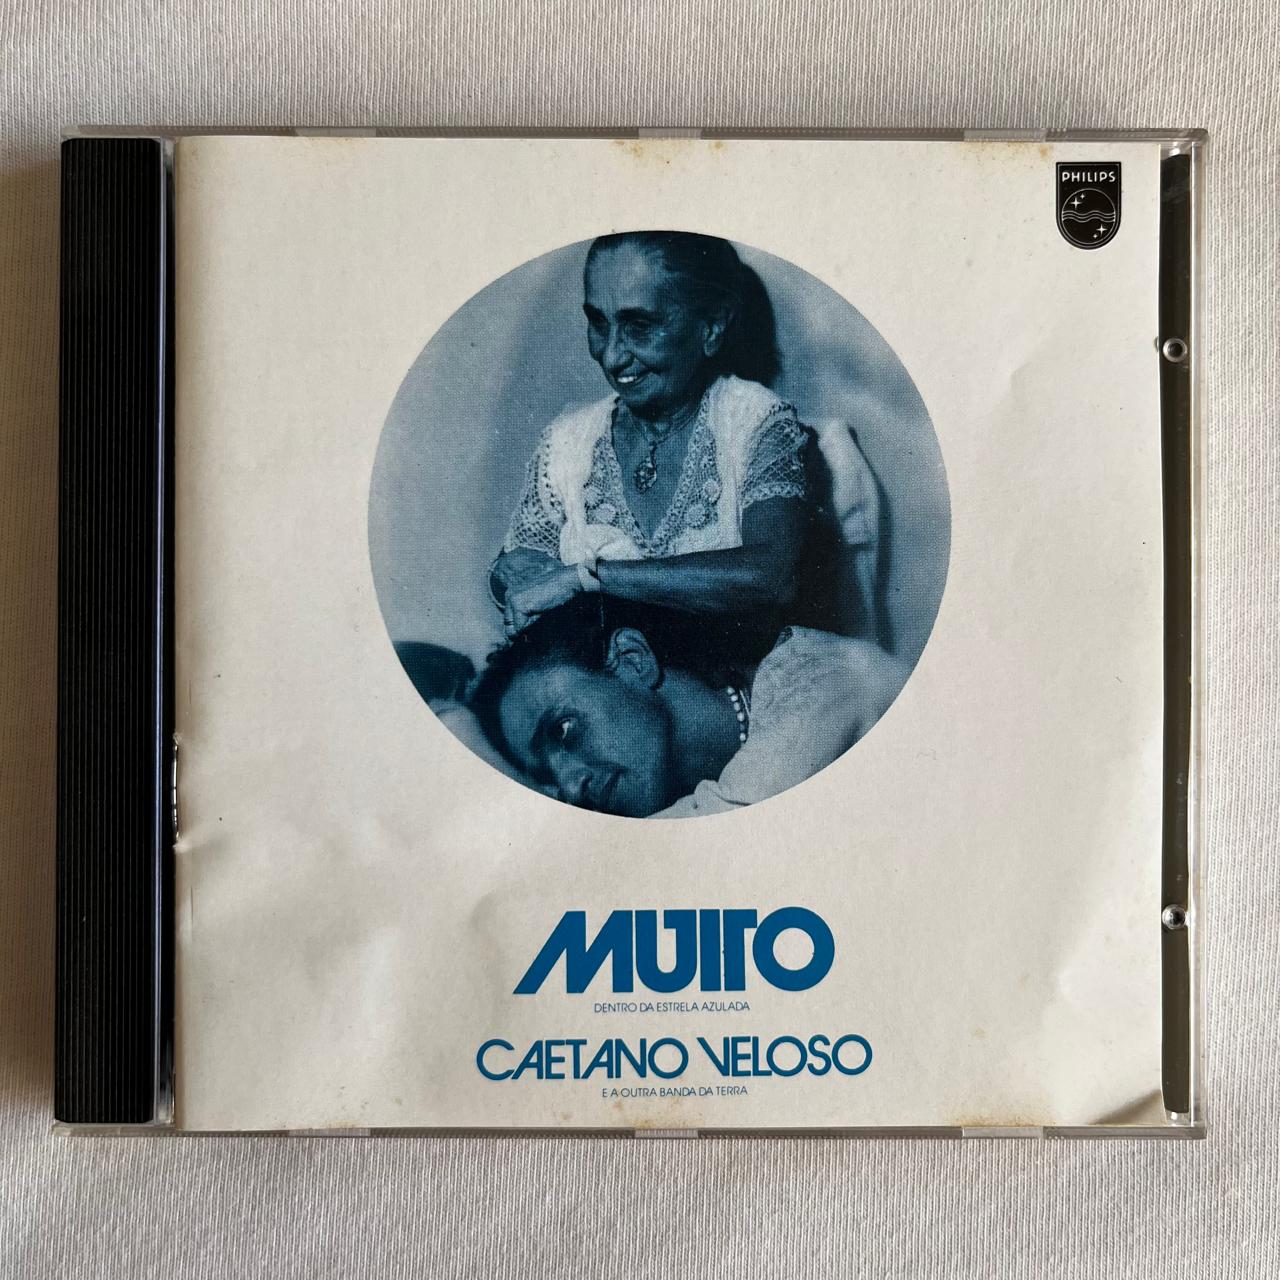 PHILIPS
MUITO
DENTRO DA ESTRELA AZULADA
CAETANO VELOSO
E A OUTRA BANDA DA TERRA